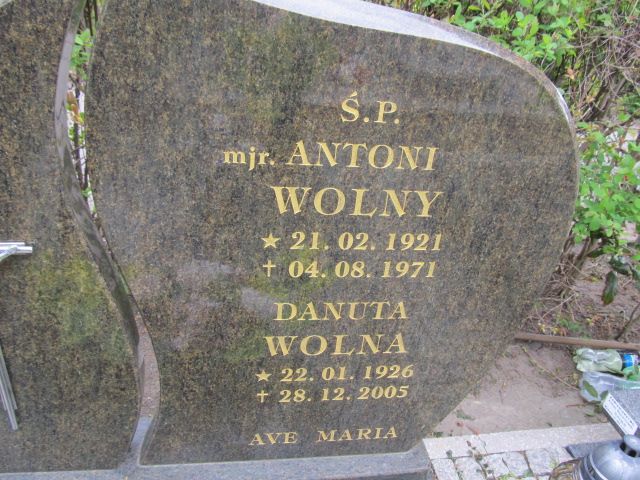 Ś.P.
mjr. ANTONI
WOLNY
★ 21. 02. 1921
✝ 04. 08. 1971
DANUTA
WOLNA
★ 22. 01. 1926
✝ 28. 12. 2005
AVE MARIA